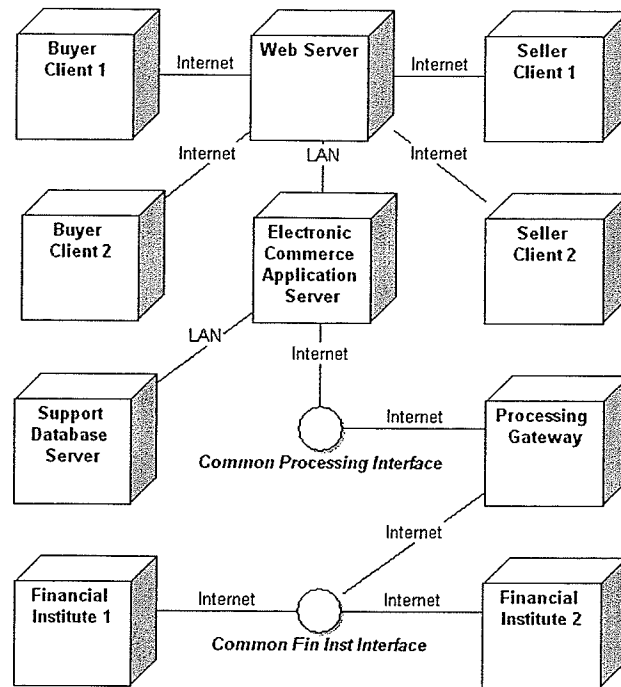 Buyer
Client 1
Internet
Web Server
Internet
Seller
Client 1
Internet
LAN
Internet
Buyer
Client 2
Electronic
Commerce
Application
Server
Seller
Client 2
LAN
Internet
Support
Database
Server
Internet
Processing
Gateway
Common Processing Interface
Internet
Financial
Institute 1
Internet
Internet
Financial
Institute 2
Common Fin Inst Interface